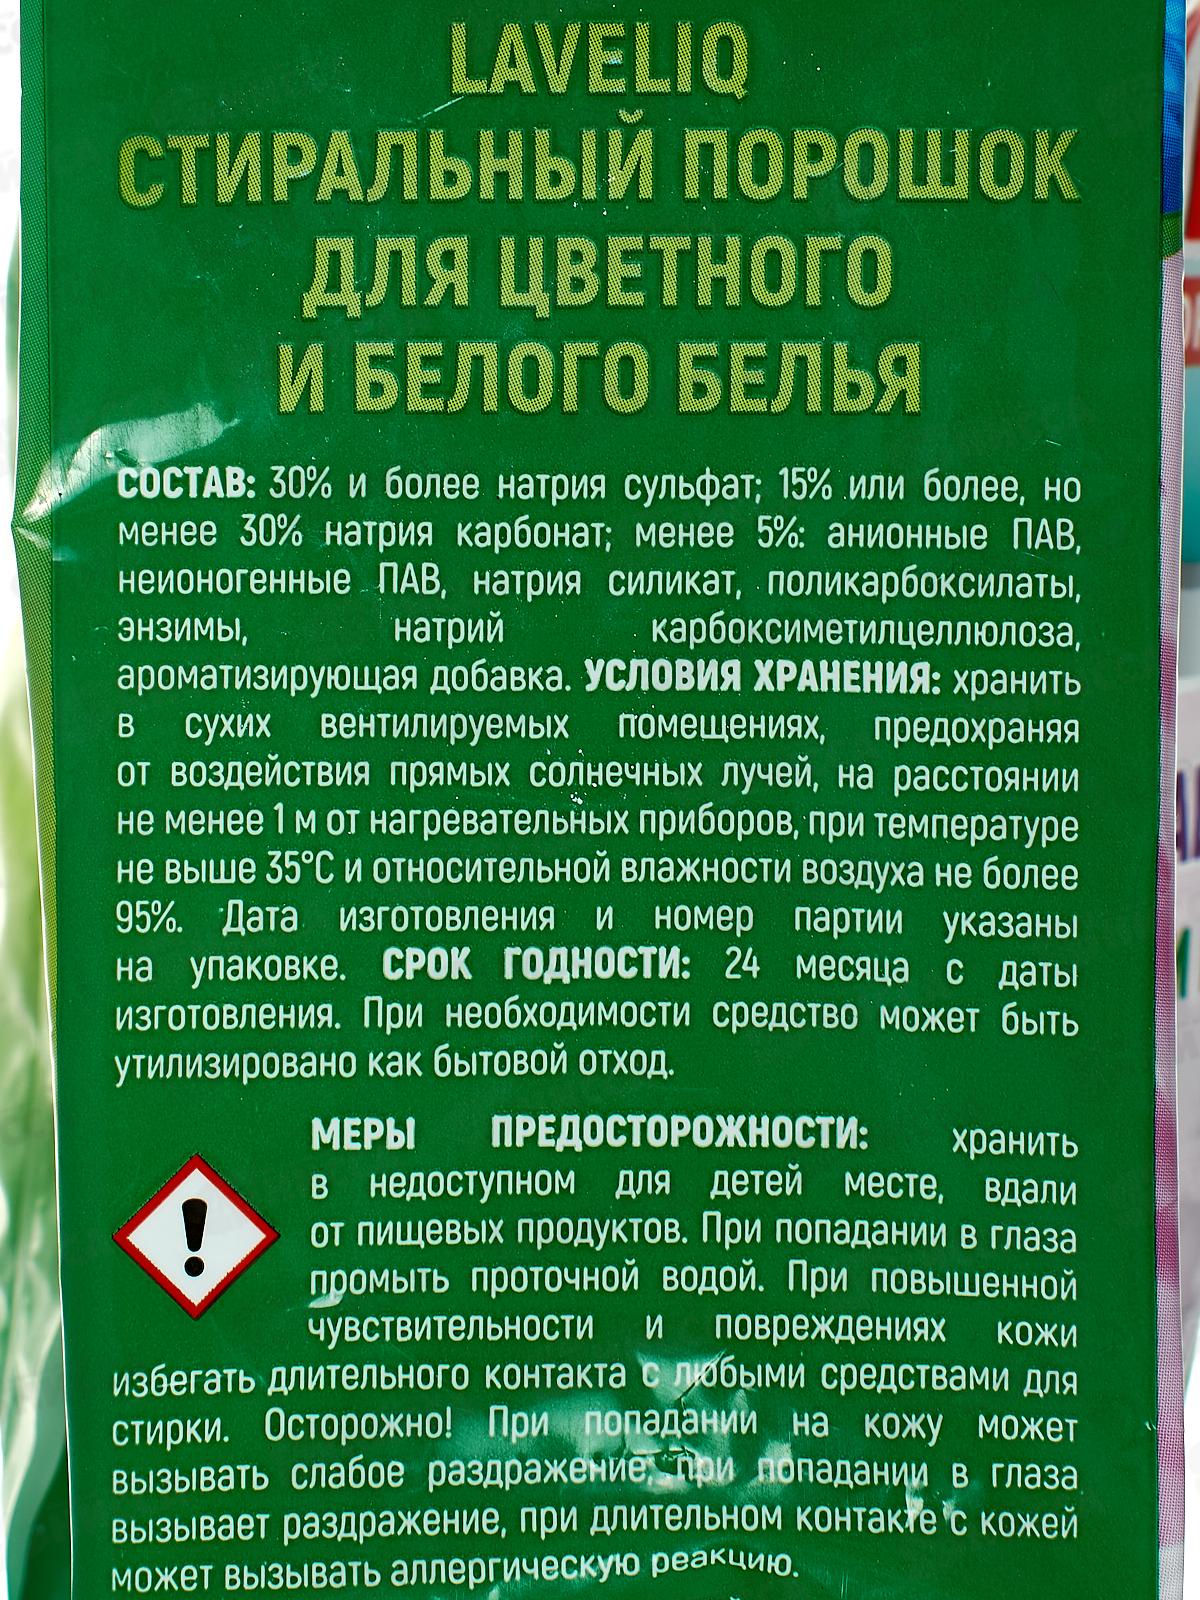 LAVELIQ
СТИРАЛЬНЫЙ ПОРОШОК
ДЛЯ ЦВЕТНОГО
И БЕЛОГО БЕЛЬЯ
СОСТАВ: 30% и более натрия сульфат; 15% или более, но
менее 30% натрия карбонат; менее 5%: анионные ПАВ,
неионогенные ПАВ, натрия силикат, поликарбоксилаты,
энзимы, натрий карбоксиметилцеллюлоза,
ароматизирующая добавка. УСЛОВИЯ ХРАНЕНИЯ: хранить
в сухих вентилируемых помещениях, предохраняя
от воздействия прямых солнечных лучей, на расстоянии
не менее 1 м от нагревательных приборов, при температуре
не выше 35°С и относительной влажности воздуха не более
95%. Дата изготовления и номер партии указаны
на упаковке. СРОК ГОДНОСТИ: 24 месяца с даты
изготовления. При необходимости средство может быть
утилизировано как бытовой отход.
МЕРЫ ПРЕДОСТОРОЖНОСТИ: хранить
в недоступном для детей месте, вдали
от пищевых продуктов. При попадании в глаза
промыть проточной водой. При повышенной
чувствительности и повреждениях кожи
избегать длительного контакта с любыми средствами для
стирки. Осторожно! При попадании на кожу может
вызывать слабое раздражение, при попадании в глаза
вызывает раздражение, при длительном контакте с кожей
может вызывать аллергическую реакцию.